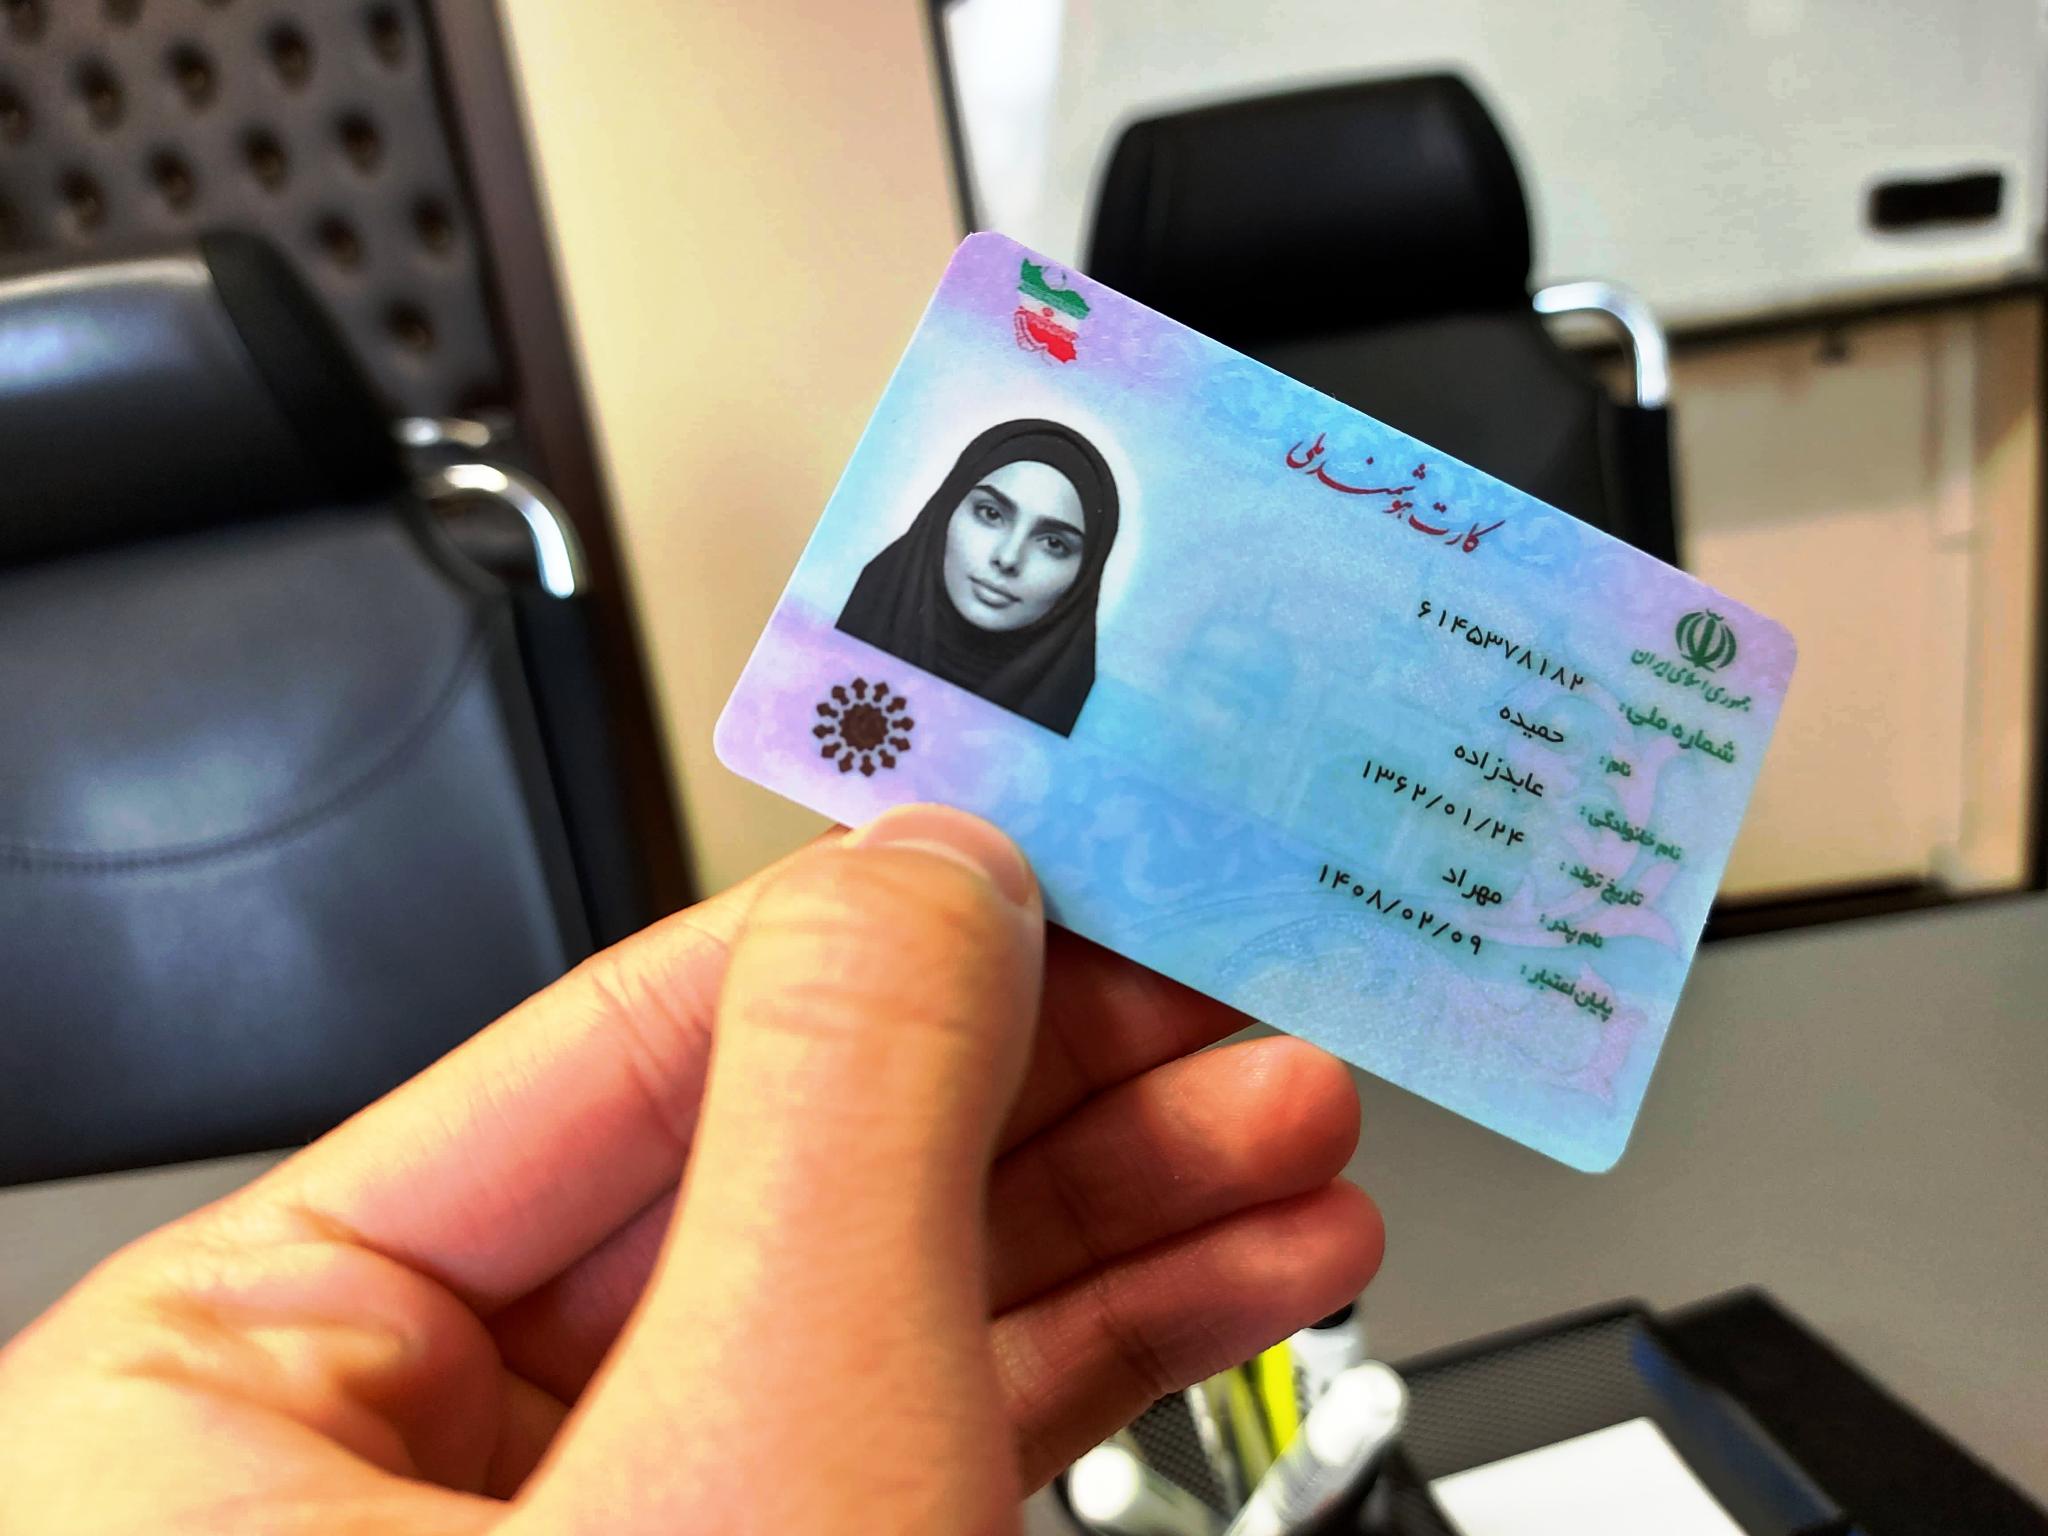 کارت هوشمند ملی
جمهوری اسلامی ایران
شماره ملی: ۶۱۴۵۳۷۸۱۸۲
نام: حمیده
نام خانوادگی: عابدزاده
تاریخ تولد: ۱۳۶۲/۰۱/۲۴
نام پدر: مهراد
پایان اعتبار: ۱۴۰۸/۰۲/۰۹